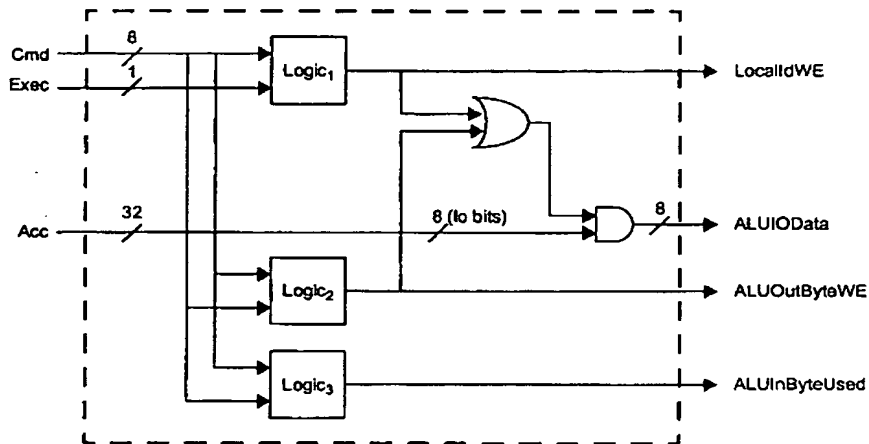 Cmd
8
Logic1
LocalIdWE
Exec
1
Acc
32
8 (lo bits)
8
ALUIOData
Logic2
ALUOutByteWE
Logic3
ALUInByteUsed